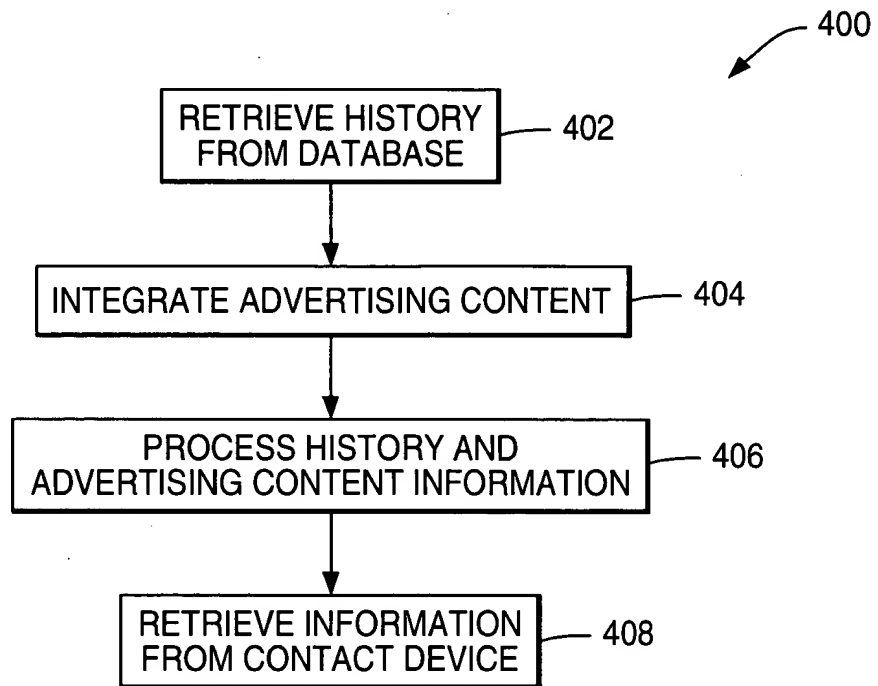 400
RETRIEVE HISTORY
FROM DATABASE
402
INTEGRATE ADVERTISING CONTENT
404
PROCESS HISTORY AND
ADVERTISING CONTENT INFORMATION
406
RETRIEVE INFORMATION
FROM CONTACT DEVICE
408